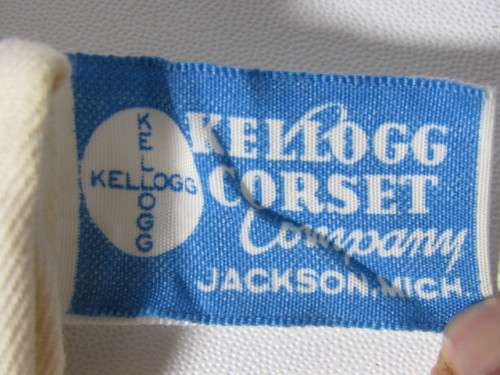 KELLOGG
KELLOGG
KELLOGG
CORSET
Company
JACKSON, MICH.